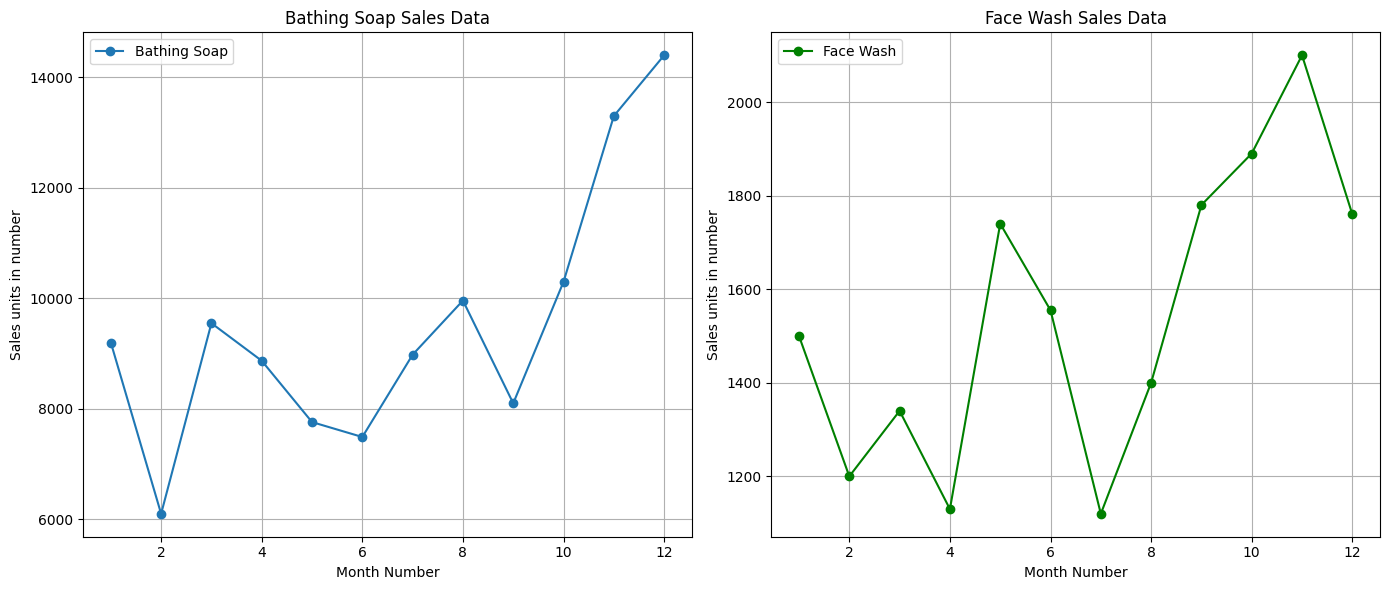 Bathing Soap Sales Data
Bathing Soap
14000
12000
10000
8000
6000
Sales units in number
2 4 6 8 10 12
Month Number
Face Wash Sales Data
Face Wash
2000
1800
1600
1400
1200
Sales units in number
2 4 6 8 10 12
Month Number